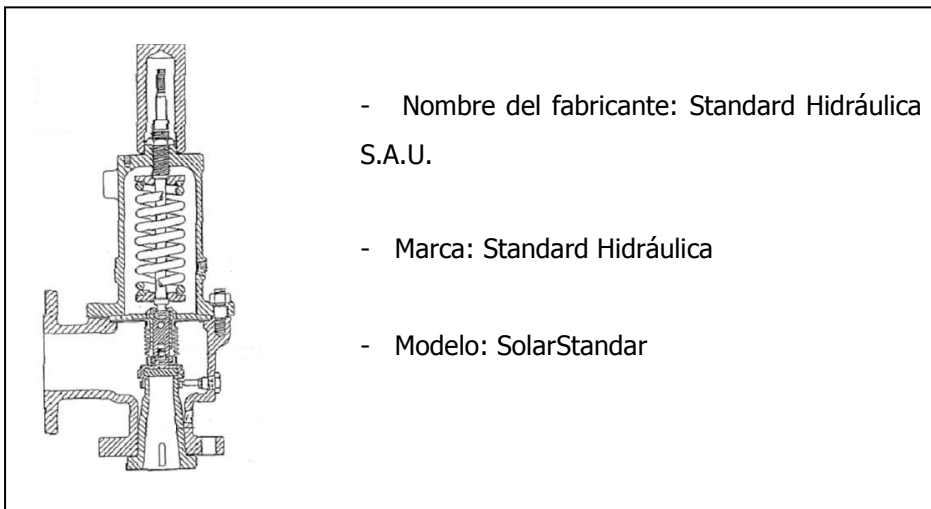 - Nombre del fabricante: Standard Hidráulica
S.A.U.
- Marca: Standard Hidráulica
- Modelo: SolarStandar